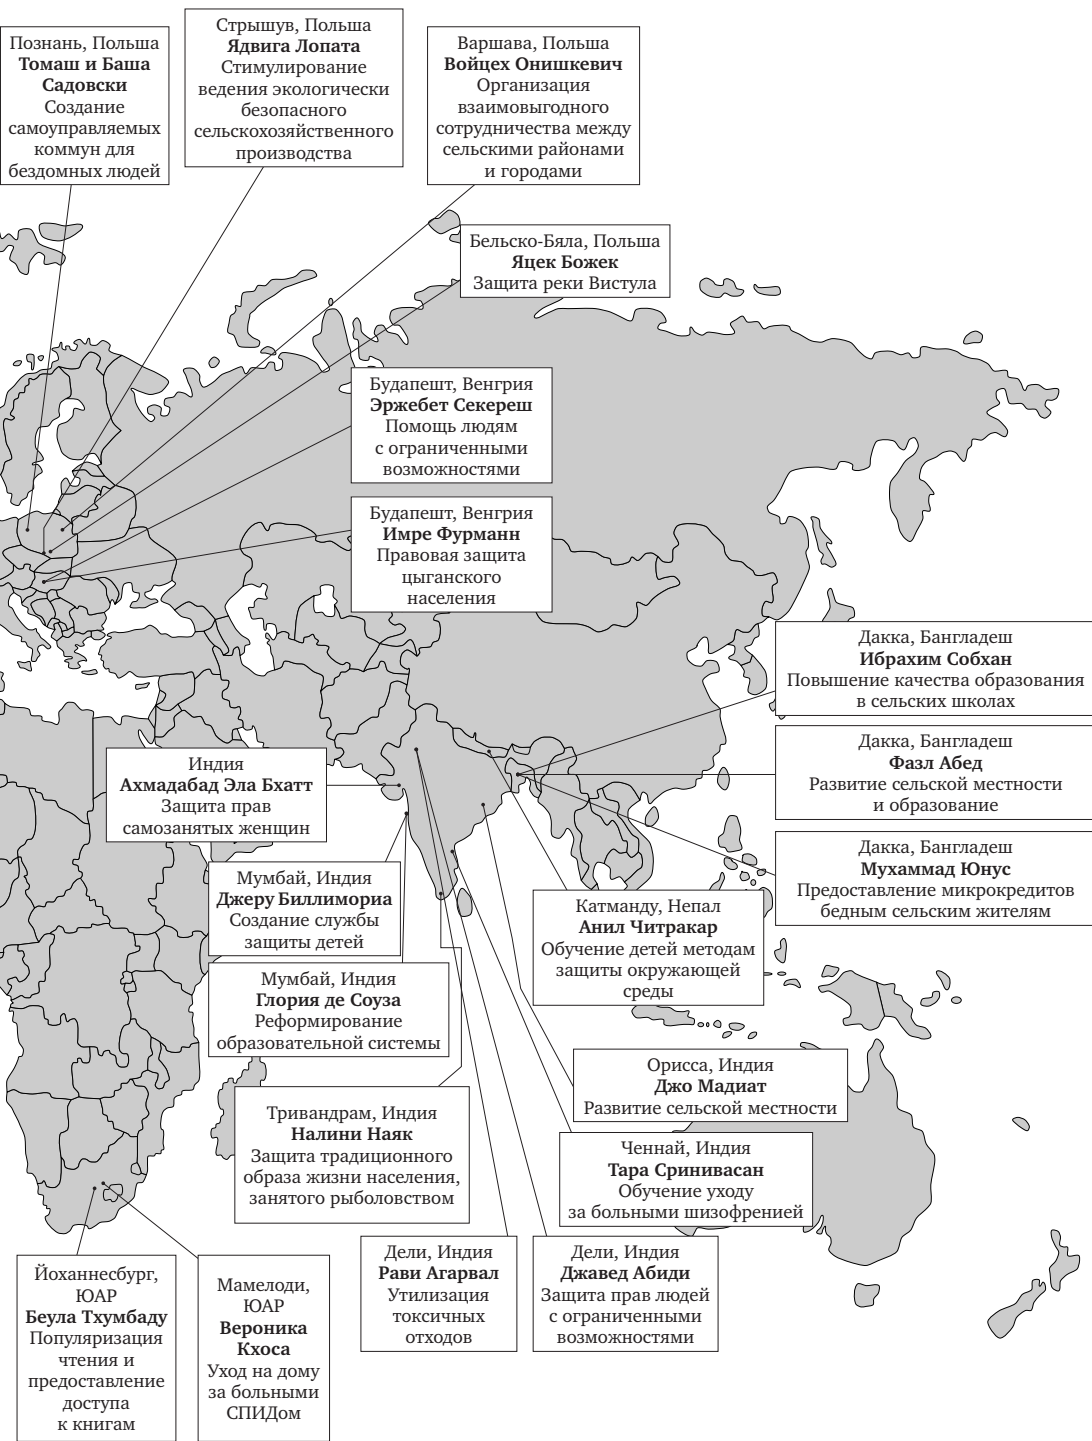 Познань, Польша
Томаш и Баша
Садовски
Создание
самоуправляемых
коммун для
бездомных людей
Стрышув, Польша
Ядвига Лопата
Стимулирование
ведения экологически
безопасного
сельскохозяйственного
производства
Варшава, Польша
Войцех Онишкевич
Организация
взаимовыгодного
сотрудничества между
сельскими районами
и городами
Бельско-Бяла, Польша
Яцек Божек
Защита реки Вистула
Будапешт, Венгрия
Эржебет Секереш
Помощь людям
с ограниченными
возможностями
Будапешт, Венгрия
Имре Фурманн
Правовая защита
цыганского
населения
Дакка, Бангладеш
Ибрахим Собхан
Повышение качества образования
в сельских школах
Дакка, Бангладеш
Фазл Абед
Развитие сельской местности
и образование
Индия
Ахмадабад Эла Бхатт
Защита прав
самозанятых женщин
Дакка, Бангладеш
Мухаммад Юнус
Предоставление микрокредитов
бедным сельским жителям
Мумбай, Индия
Джеру Биллимориа
Создание службы
защиты детей
Катманду, Непал
Анил Читракар
Обучение детей методам
защиты окружающей
среды
Мумбай, Индия
Глория де Соуза
Реформирование
образовательной системы
Орисса, Индия
Джо Мадиат
Развитие сельской местности
Тривандрам, Индия
Налини Наяк
Защита традиционного
образа жизни населения,
занятого рыболовством
Ченнай, Индия
Тара Сринивасан
Обучение уходу
за больными шизофренией
Йоханнесбург,
ЮАР
Беула Тхумбаду
Популяризация
чтения и
предоставление
доступа
к книгам
Мамелоди,
ЮАР
Вероника
Кхоса
Уход на дому
за больными
СПИДом
Дели, Индия
Рави Агарвал
Утилизация
токсичных
отходов
Дели, Индия
Джавед Абиди
Защита прав людей
с ограниченными
возможностями